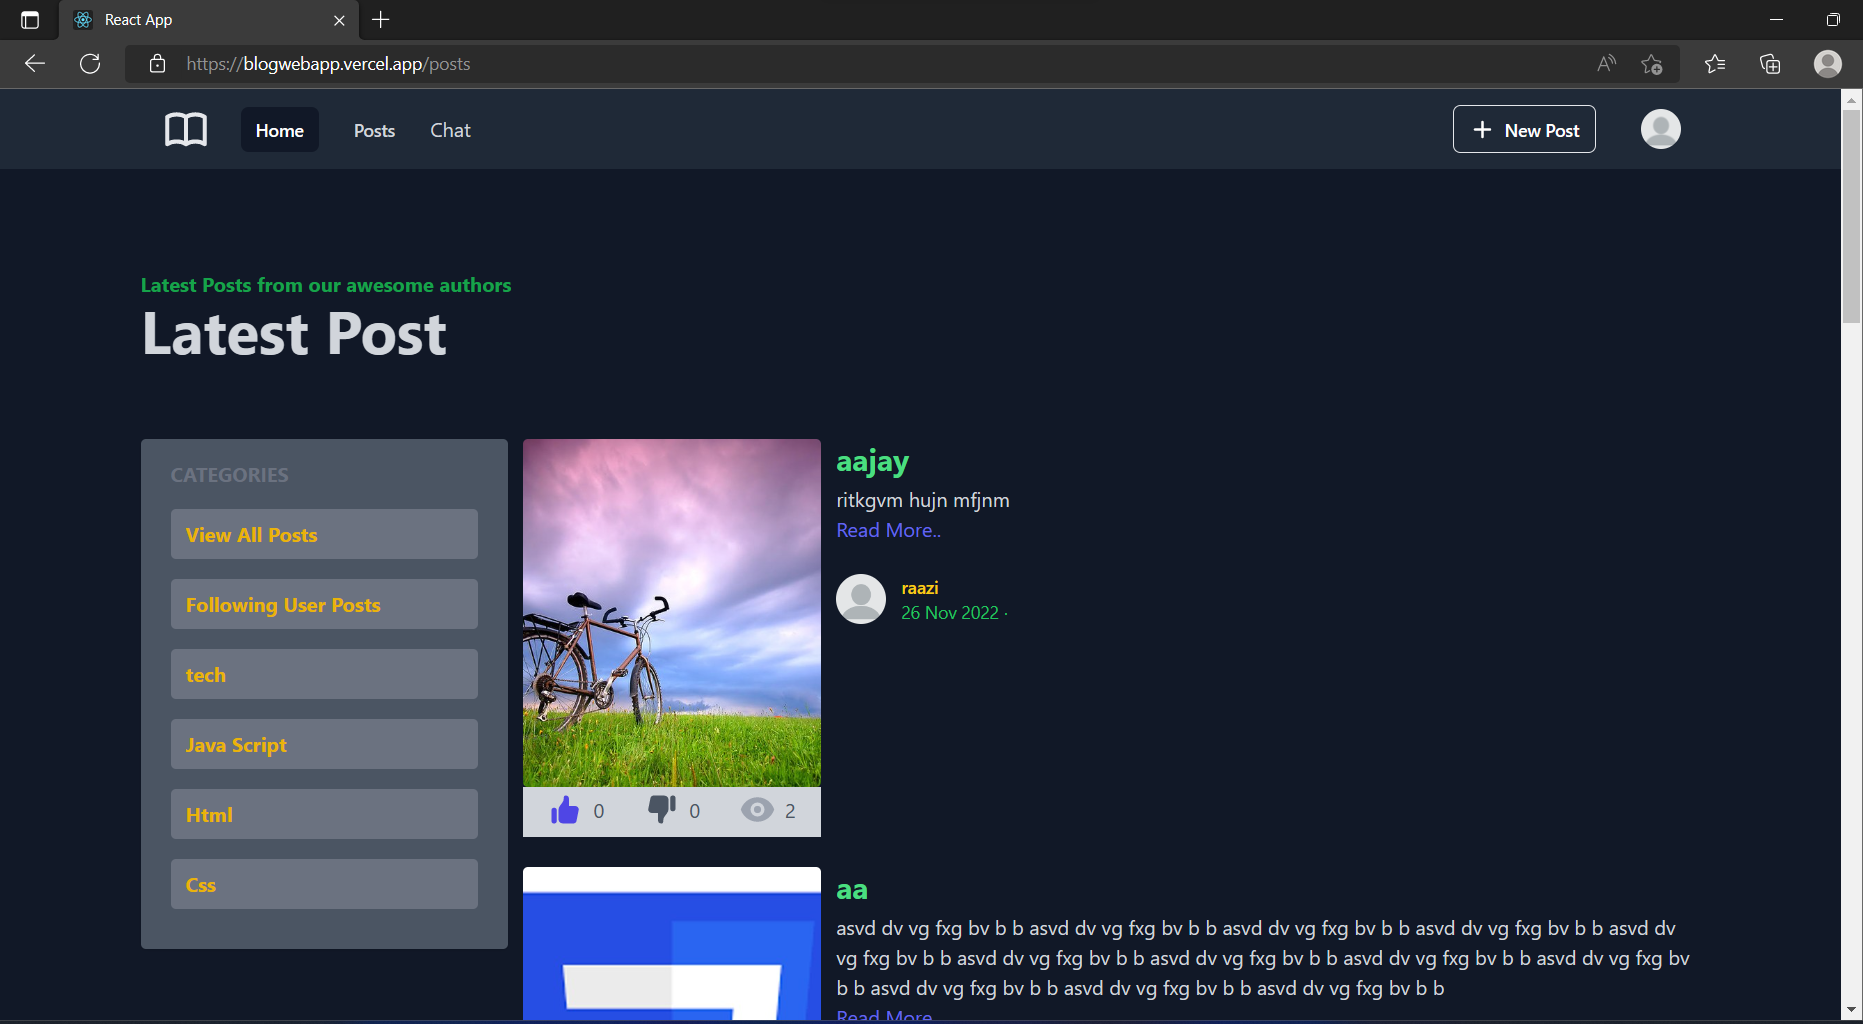 React App
https://blogwebapp.vercel.app/posts
Home
Posts
Chat
+ New Post
Latest Posts from our awesome authors
Latest Post
CATEGORIES
View All Posts
Following User Posts
tech
Java Script
Html
Css
0
0
2
aajay
ritkgvm hujn mfjnm
Read More..
raazi
26 Nov 2022 ·
aa
asvd dv vg fxg bv b b asvd dv vg fxg bv b b asvd dv vg fxg bv b b asvd dv vg fxg bv b b asvd dv
vg fxg bv b b asvd dv vg fxg bv b b asvd dv vg fxg bv b b asvd dv vg fxg bv b b asvd dv vg fxg bv
b b asvd dv vg fxg bv b b asvd dv vg fxg bv b b asvd dv vg fxg bv b b
Read More